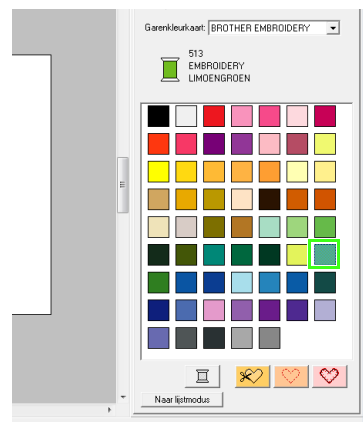 Garenkleurkaart: BROTHER EMBROIDERY
513
EMBROIDERY
LIMOENGROEN
Naar lijstmodus